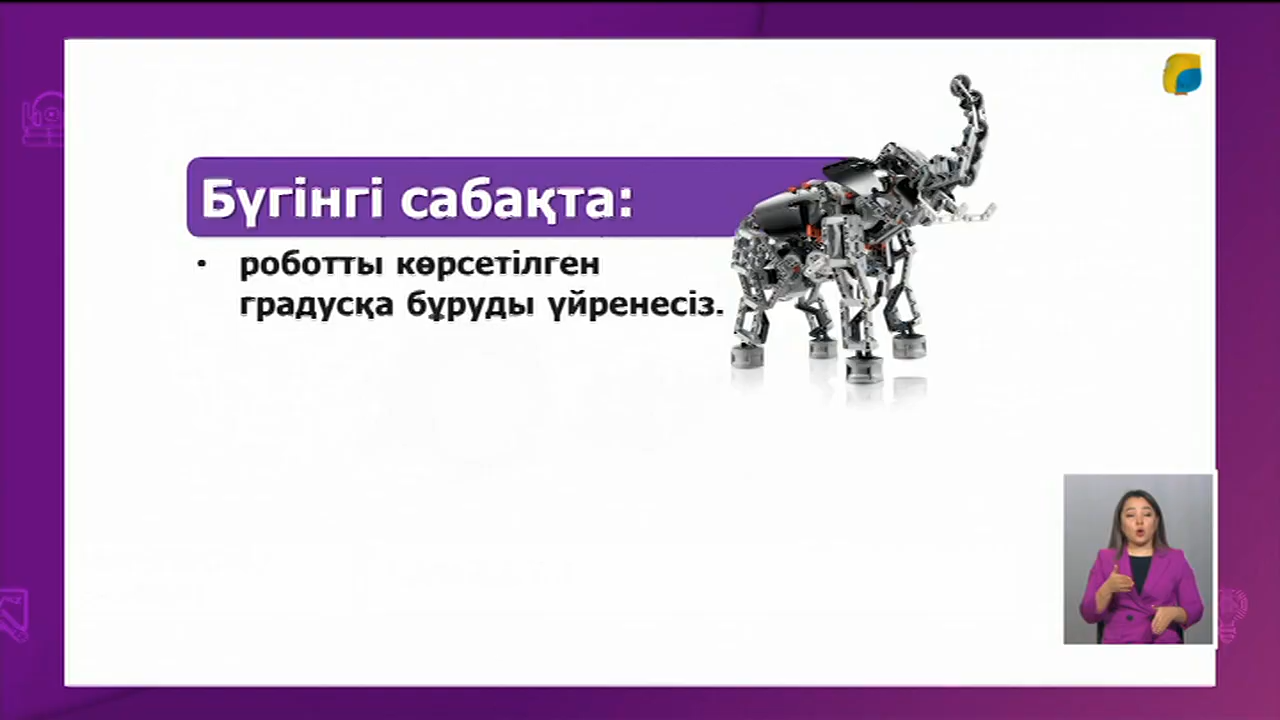 Бүгінгі сабақта:
• роботты көрсетілген
градусқа бұруды үйренесіз.